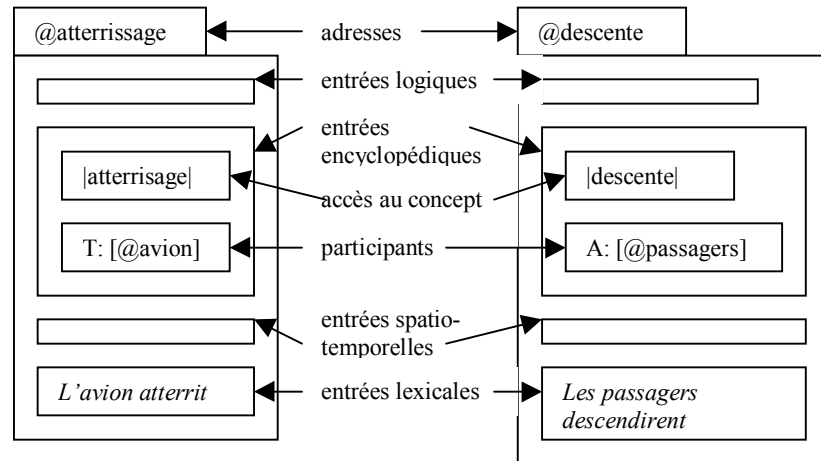 @atterrissage
adresses
@descente
entrées logiques
entrées
encyclopédiques
|atterrisage|
|descente|
accès au concept
T: [@avion]
participants
A: [@passagers]
entrées spatio-
temporelles
L’avion atterrit
entrées lexicales
Les passagers
descendirent